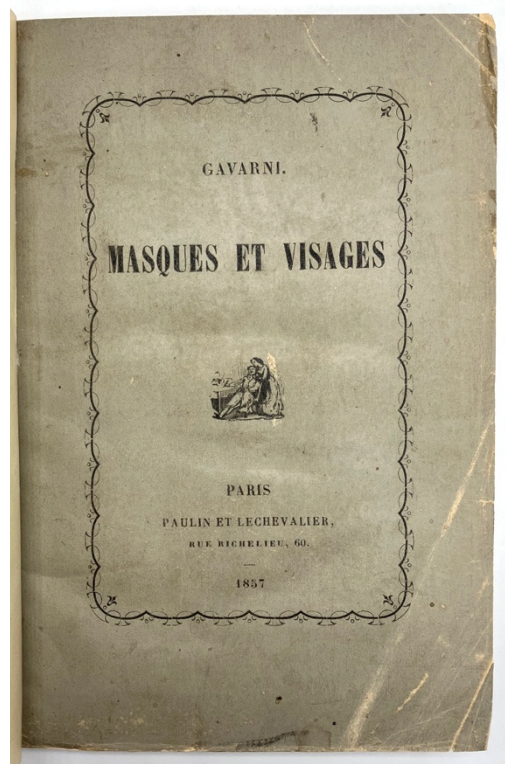 GAVARNI.
MASQUES ET VISAGES
PARIS
PAULIN ET LECHEVALIER,
RUE RICHELIEU, 60.
1857